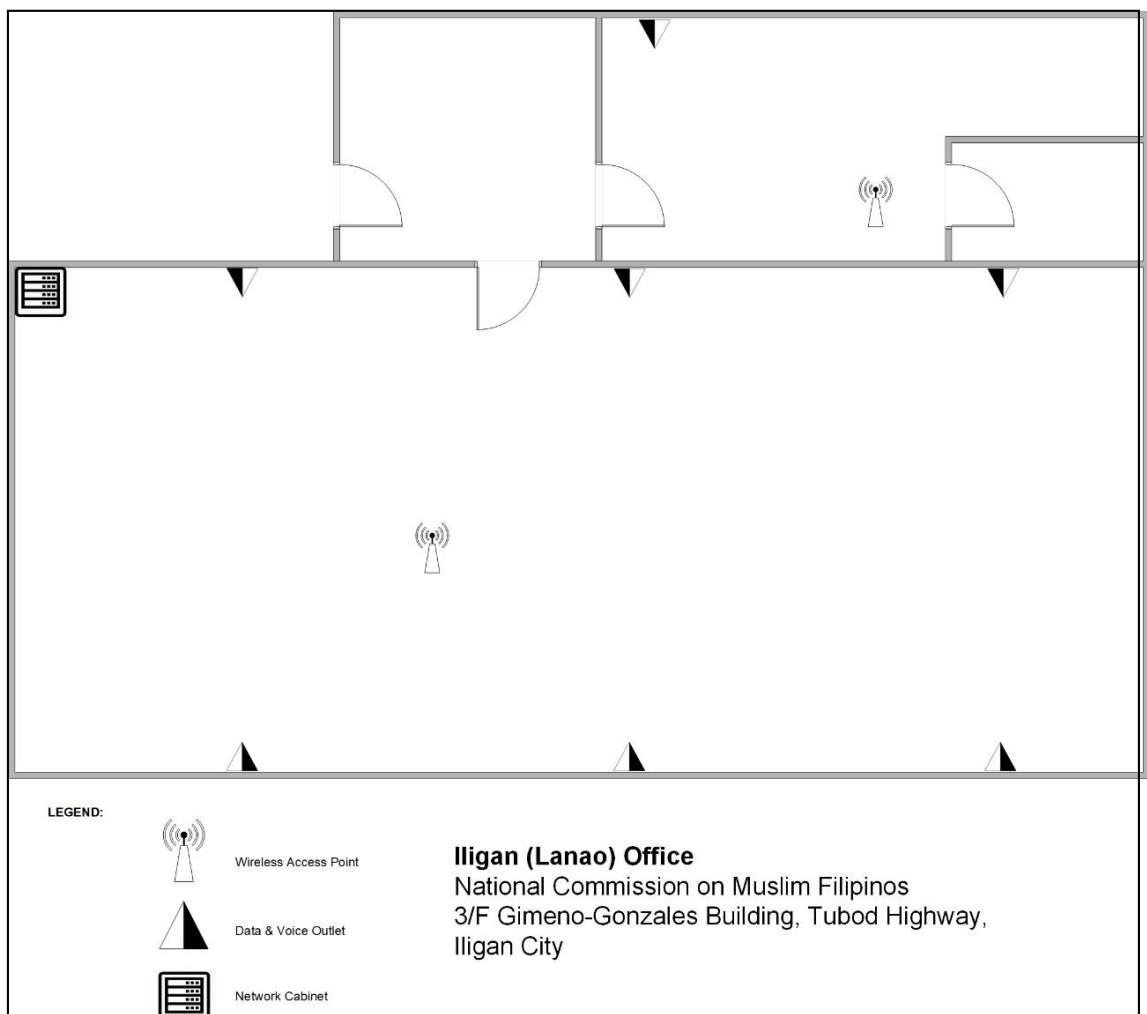 LEGEND:
Wireless Access Point
Data & Voice Outlet
Network Cabinet
Iligan (Lanao) Office
National Commission on Muslim Filipinos
3/F Gimeno-Gonzales Building, Tubod Highway,
Iligan City